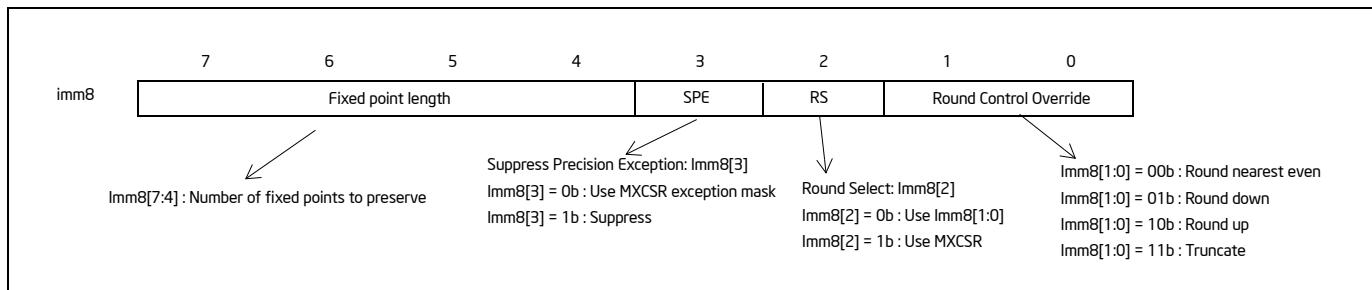 7 6 5 4 3 2 1 0
imm8 Fixed point length SPE RS Round Control Override
Imm8[7:4] : Number of fixed points to preserve
Suppress Precision Exception: Imm8[3]
Imm8[3] = 0b : Use MXCSR exception mask
Imm8[3] = 1b : Suppress
Round Select: Imm8[2]
Imm8[2] = 0b : Use Imm8[1:0]
Imm8[2] = 1b : Use MXCSR
Imm8[1:0] = 00b : Round nearest even
Imm8[1:0] = 01b : Round down
Imm8[1:0] = 10b : Round up
Imm8[1:0] = 11b : Truncate